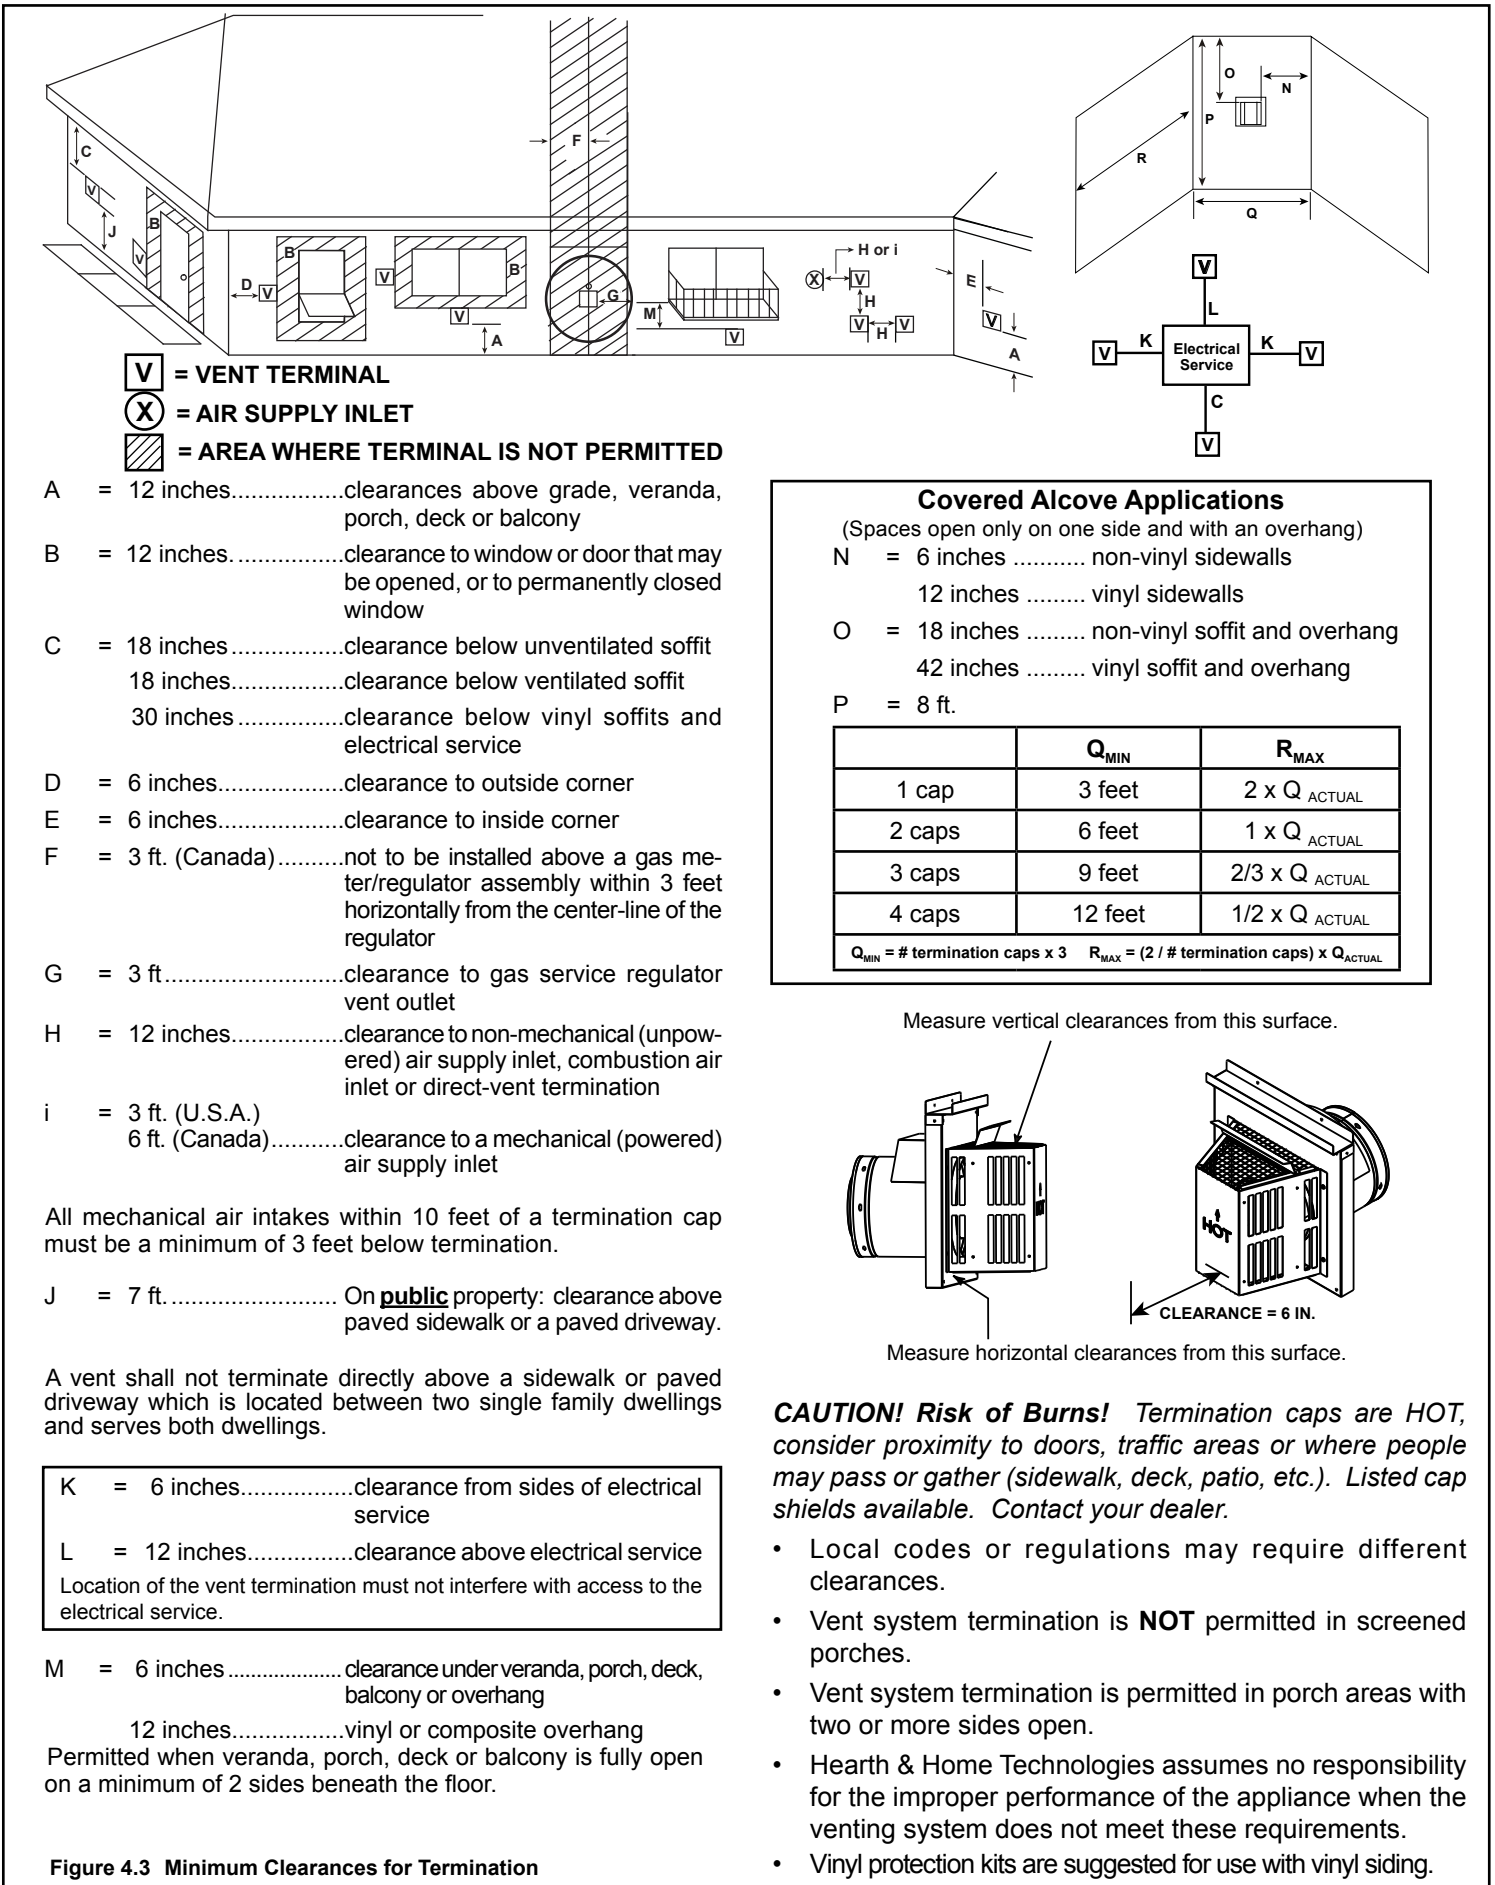 C
V
J
V
B
D
V
B
V
B
V
A
F
G
M
V
H or i
X
V
H
V
V
H
E
V
A
O
N
P
R
Q
V
L
V
K
Electrical
Service
K
V
C
V
V = VENT TERMINAL
X = AIR SUPPLY INLET
= AREA WHERE TERMINAL IS NOT PERMITTED
A = 12 inches.................clearances above grade, veranda,
porch, deck or balcony
B = 12 inches. ................clearance to window or door that may
be opened, or to permanently closed
window
C = 18 inches.................clearance below unventilated soffit
18 inches.................clearance below ventilated soffit
30 inches ................clearance below vinyl soffits and
electrical service
D = 6 inches...................clearance to outside corner
E = 6 inches...................clearance to inside corner
F = 3 ft. (Canada)..........not to be installed above a gas me-
ter/regulator assembly within 3 feet
horizontally from the center-line of the
regulator
G = 3 ft...........................clearance to gas service regulator
vent outlet
H = 12 inches.................clearance to non-mechanical (unpow-
ered) air supply inlet, combustion air
inlet or direct-vent termination
i = 3 ft. (U.S.A.)
6 ft. (Canada)...........clearance to a mechanical (powered)
air supply inlet
All mechanical air intakes within 10 feet of a termination cap
must be a minimum of 3 feet below termination.
J = 7 ft. ......................... On public property: clearance above
paved sidewalk or a paved driveway.
A vent shall not terminate directly above a sidewalk or paved
driveway which is located between two single family dwellings
and serves both dwellings.
K = 6 inches.................clearance from sides of electrical
service
L = 12 inches................clearance above electrical service
Location of the vent termination must not interfere with access to the
electrical service.
M = 6 inches .................... clearance under veranda, porch, deck,
balcony or overhang
12 inches.................vinyl or composite overhang
Permitted when veranda, porch, deck or balcony is fully open
on a minimum of 2 sides beneath the floor.
Figure 4.3 Minimum Clearances for Termination
Covered Alcove Applications
(Spaces open only on one side and with an overhang)
N = 6 inches ........... non-vinyl sidewalls
12 inches ......... vinyl sidewalls
O = 18 inches ......... non-vinyl soffit and overhang
42 inches ......... vinyl soffit and overhang
P = 8 ft.
QMIN RMAX
1 cap 3 feet 2 x Q ACTUAL
2 caps 6 feet 1 x Q ACTUAL
3 caps 9 feet 2/3 x Q ACTUAL
4 caps 12 feet 1/2 x Q ACTUAL
QMIN = # termination caps x 3 RMAX = (2 / # termination caps) x QACTUAL
Measure vertical clearances from this surface.
HOT
HOT
CLEARANCE = 6 IN.
Measure horizontal clearances from this surface.
CAUTION! Risk of Burns! Termination caps are HOT,
consider proximity to doors, traffic areas or where people
may pass or gather (sidewalk, deck, patio, etc.). Listed cap
shields available. Contact your dealer.
• Local codes or regulations may require different
clearances.
• Vent system termination is NOT permitted in screened
porches.
• Vent system termination is permitted in porch areas with
two or more sides open.
• Hearth & Home Technologies assumes no responsibility
for the improper performance of the appliance when the
venting system does not meet these requirements.
• Vinyl protection kits are suggested for use with vinyl siding.